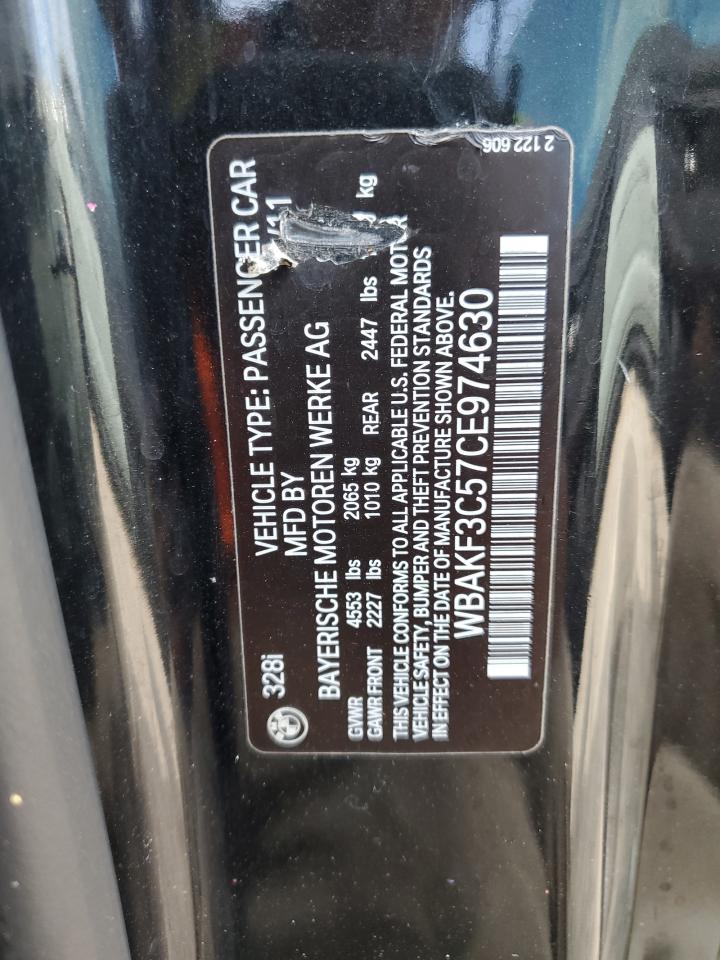 328i VEHICLE TYPE: PASSENGER CAR
MFD BY /11
BAYERISCHE MOTOREN WERKE AG
GVWR 4553 lbs 2065 kg
GAWR FRONT 2227 lbs 1010 kg REAR 2447 lbs kg
THIS VEHICLE CONFORMS TO ALL APPLICABLE U.S. FEDERAL MOTOR
VEHICLE SAFETY, BUMPER AND THEFT PREVENTION STANDARDS
IN EFFECT ON THE DATE OF MANUFACTURE SHOWN ABOVE.
WBAKF3C57CE974630
2 122 606